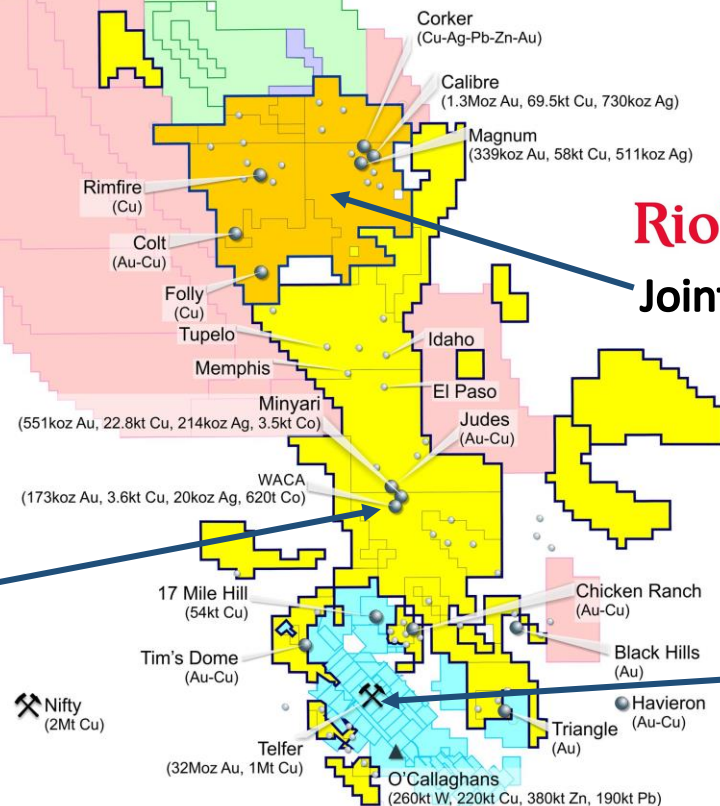 Corker
(Cu-Ag-Pb-Zn-Au)
Calibre
(1.3Moz Au, 69.5kt Cu, 730koz Ag)
Magnum
(339koz Au, 58kt Cu, 511koz Ag)
Rimfire
(Cu)
Rio
Colt
(Au-Cu)
Joint
Folly
(Cu)
Tupelo
Idaho
Memphis
El Paso
Minyari
(551koz Au, 22.8kt Cu, 214koz Ag, 3.5kt Co)
Judes
(Au-Cu)
WACA
(173koz Au, 3.6kt Cu, 20koz Ag, 620t Co)
17 Mile Hill
(54kt Cu)
Chicken Ranch
(Au-Cu)
Tim's Dome
(Au-Cu)
Black Hills
(Au)
Nifty
(2Mt Cu)
Havieron
(Au-Cu)
Triangle
(Au)
Telfer
(32Moz Au, 1Mt Cu)
O'Callaghans
(260kt W, 220kt Cu, 380kt Zn, 190kt Pb)